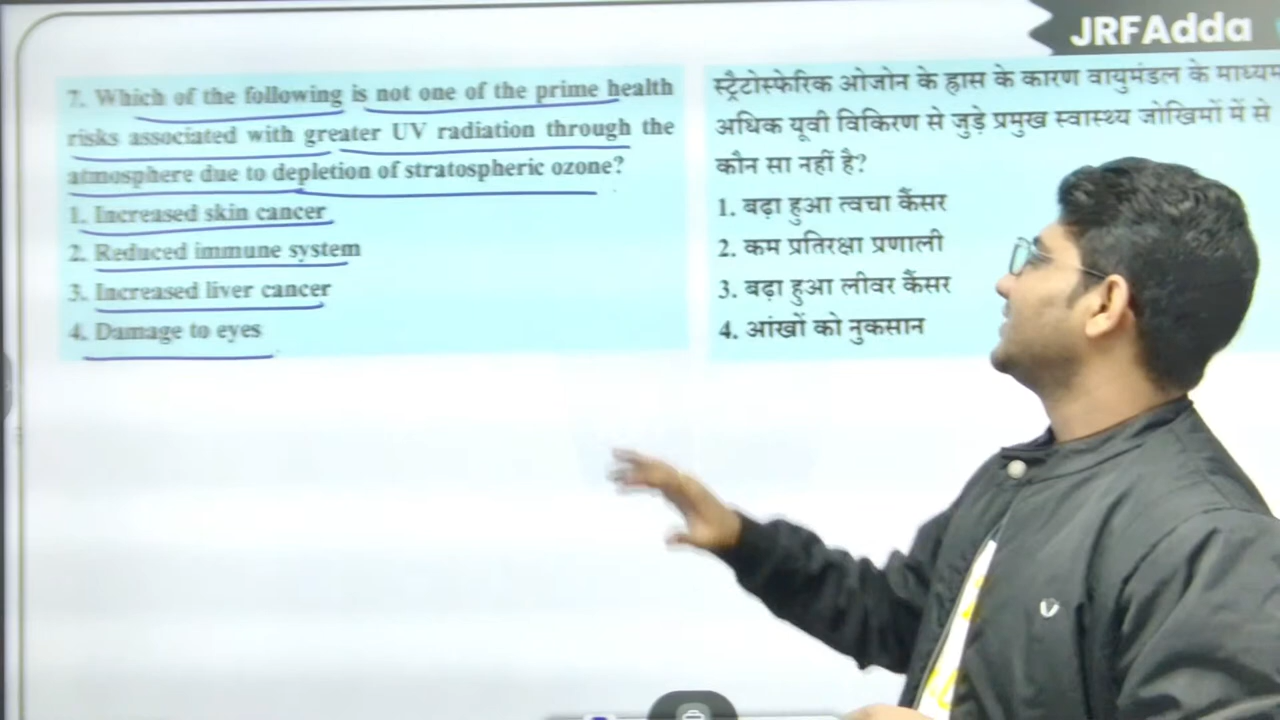 JRFAdda
7. Which of the following is not one of the prime health
risks associated with greater UV radiation through the
atmosphere due to depletion of stratospheric ozone?
1. Increased skin cancer
2. Reduced immune system
3. Increased liver cancer
4. Damage to eyes
स्ट्रैटोस्फेरिक ओजोन के ह्रास के कारण वायुमंडल के माध्यम
अधिक यूवी विकिरण से जुड़े प्रमुख स्वास्थ्य जोखिमों में से
कौन सा नहीं है?
1. बढ़ा हुआ त्वचा कैंसर
2. कम प्रतिरक्षा प्रणाली
3. बढ़ा हुआ लीवर कैंसर
4. आंखों को नुकसान